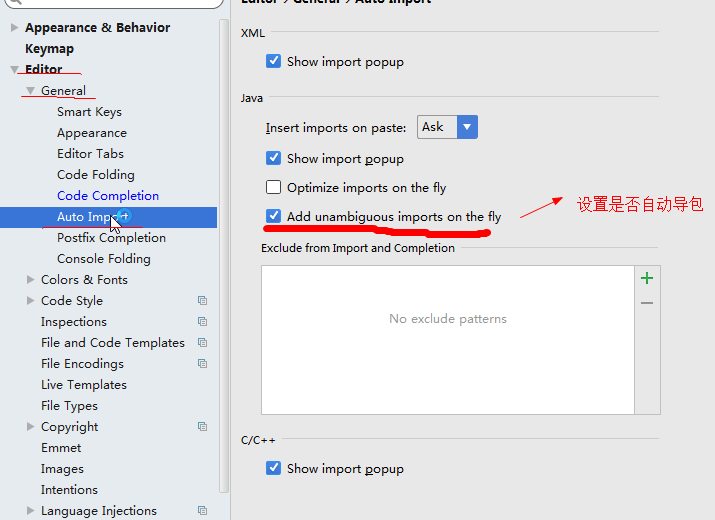 Appearance & Behavior
Keymap
Editor
General
Smart Keys
Appearance
Editor Tabs
Code Folding
Code Completion
Auto Import
Postfix Completion
Console Folding
Colors & Fonts
Code Style
Inspections
File and Code Templates
File Encodings
Live Templates
File Types
Copyright
Emmet
Images
Intentions
Language Injections
Editor › General › Auto Import
XML
Show import popup
Java
Insert imports on paste: Ask
Show import popup
Optimize imports on the fly
Add unambiguous imports on the fly
设置是否自动导包
Exclude from Import and Completion
No exclude patterns
C/C++
Show import popup